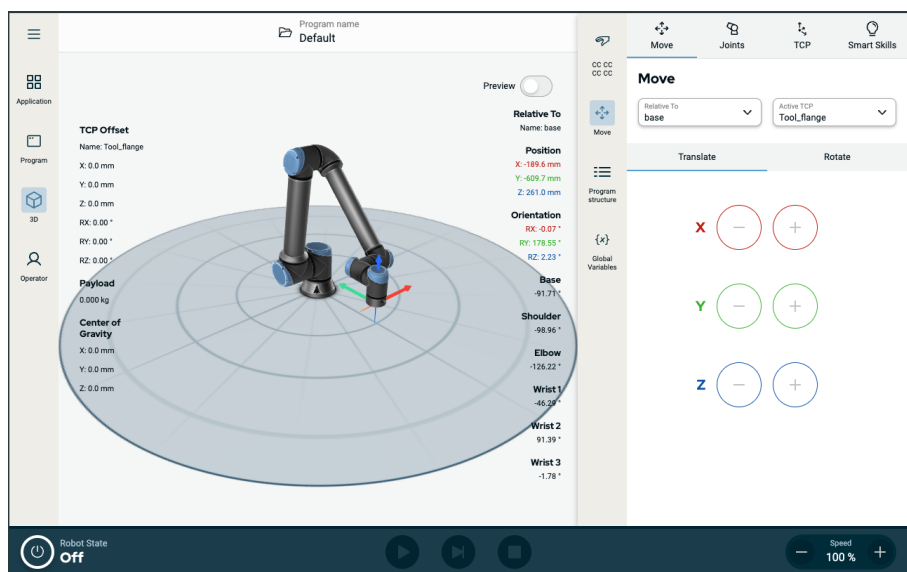 Program name
Default
Application
Program
3D
Operator
Preview
TCP Offset
Name: Tool_flange
X: 0.0 mm
Y: 0.0 mm
Z: 0.0 mm
RX: 0.00 °
RY: 0.00 °
RZ: 0.00 °
Payload
0.000 kg
Center of
Gravity
X: 0.0 mm
Y: 0.0 mm
Z: 0.0 mm
Relative To
Name: base
Position
X: -189.6 mm
Y: -609.7 mm
Z: 261.0 mm
Orientation
RX: -0.07 °
RY: 178.55 °
RZ: 2.23 °
Base
-91.71 °
Shoulder
-98.96 °
Elbow
-126.22 °
Wrist 1
-46.29 °
Wrist 2
91.39 °
Wrist 3
-1.78 °
CC CC
CC CC
Move
Program
structure
{x}
Global
Variables
Move
Joints
TCP
Smart Skills
Move
Relative To
base
Active TCP
Tool_flange
Translate
Rotate
X
Y
Z
Robot State
Off
Speed
100 %